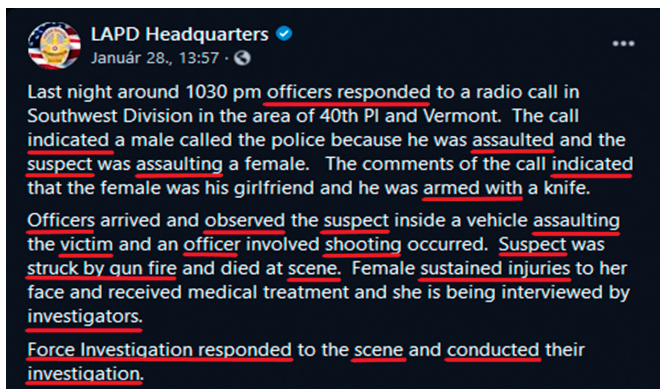 LAPD Headquarters
Január 28., 13:57 ·
Last night around 1030 pm officers responded to a radio call in
Southwest Division in the area of 40th Pl and Vermont.  The call
indicated a male called the police because he was assaulted and the
suspect was assaulting a female.   The comments of the call indicated
that the female was his girlfriend and he was armed with a knife.
Officers arrived and observed the suspect inside a vehicle assaulting
the victim and an officer involved shooting occurred.  Suspect was
struck by gun fire and died at scene.  Female sustained injuries to her
face and received medical treatment and she is being interviewed by
investigators.
Force Investigation responded to the scene and conducted their
investigation.